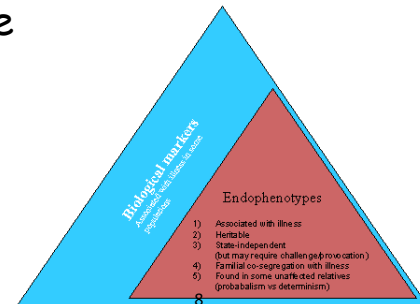 e
Biological markers
Associated with illness in some
population
Endophenotypes
1) Associated with illness
2) Heritable
3) State-independent
(but may require challenge/provocation)
4) Familial co-segregation with illness
5) Found in some unaffected relatives
(probabalism vs determinism)
8